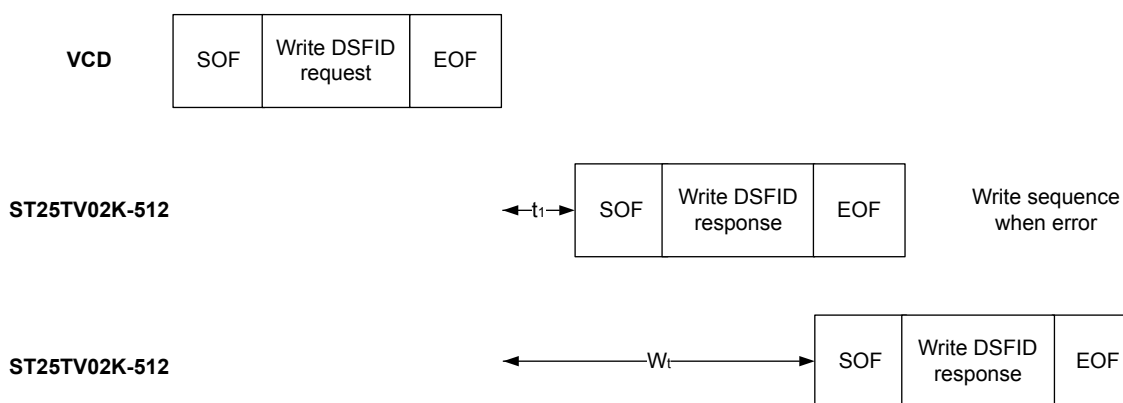 VCD
SOF
Write DSFID
request
EOF
ST25TV02K-512
t1
SOF
Write DSFID
response
EOF
Write sequence
when error
ST25TV02K-512
Wt
SOF
Write DSFID
response
EOF